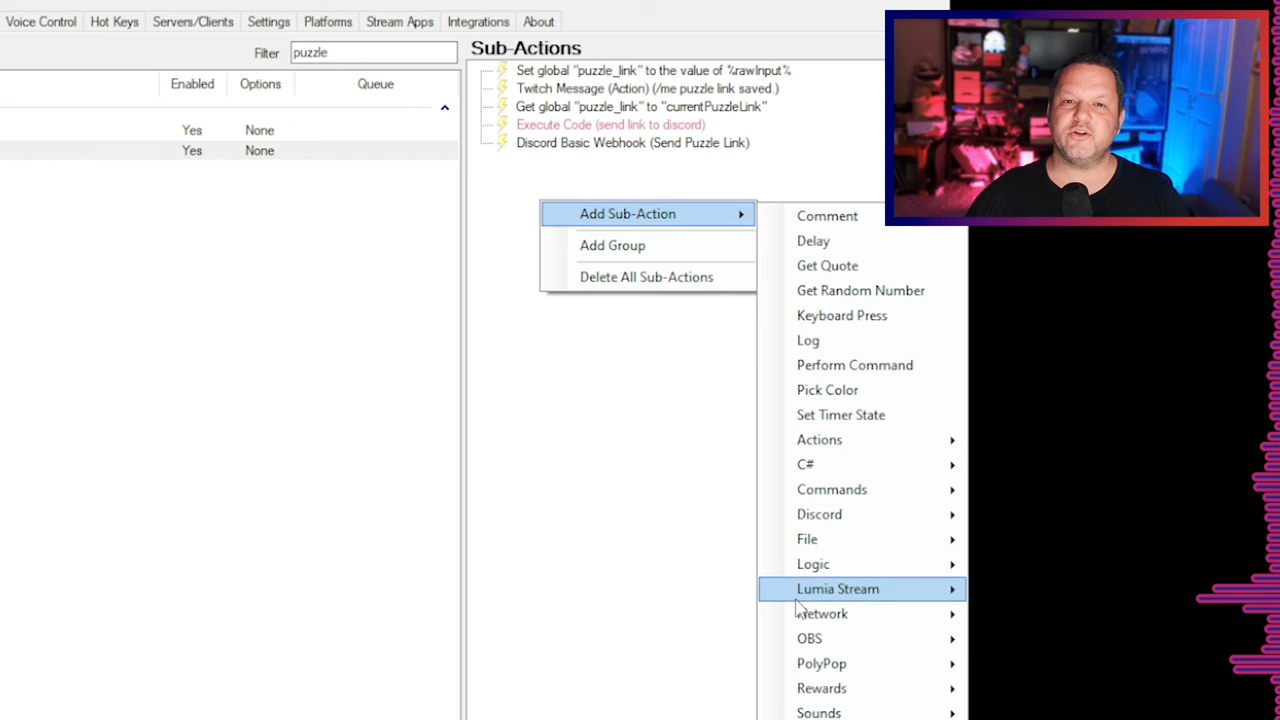 Voice Control Hot Keys Servers/Clients Settings Platforms Stream Apps Integrations About
Filter puzzle
Enabled Options Queue
Yes None
Yes None
Sub-Actions
Set global "puzzle_link" to the value of %rawInput%
Twitch Message (Action) (/me puzzle link saved.)
Get global "puzzle_link" to "currentPuzzleLink"
Execute Code (send link to discord)
Discord Basic Webhook (Send Puzzle Link)
Add Sub-Action
Add Group
Delete All Sub-Actions
Comment
Delay
Get Quote
Get Random Number
Keyboard Press
Log
Perform Command
Pick Color
Set Timer State
Actions
C#
Commands
Discord
File
Logic
Lumia Stream
Network
OBS
PolyPop
Rewards
Sounds